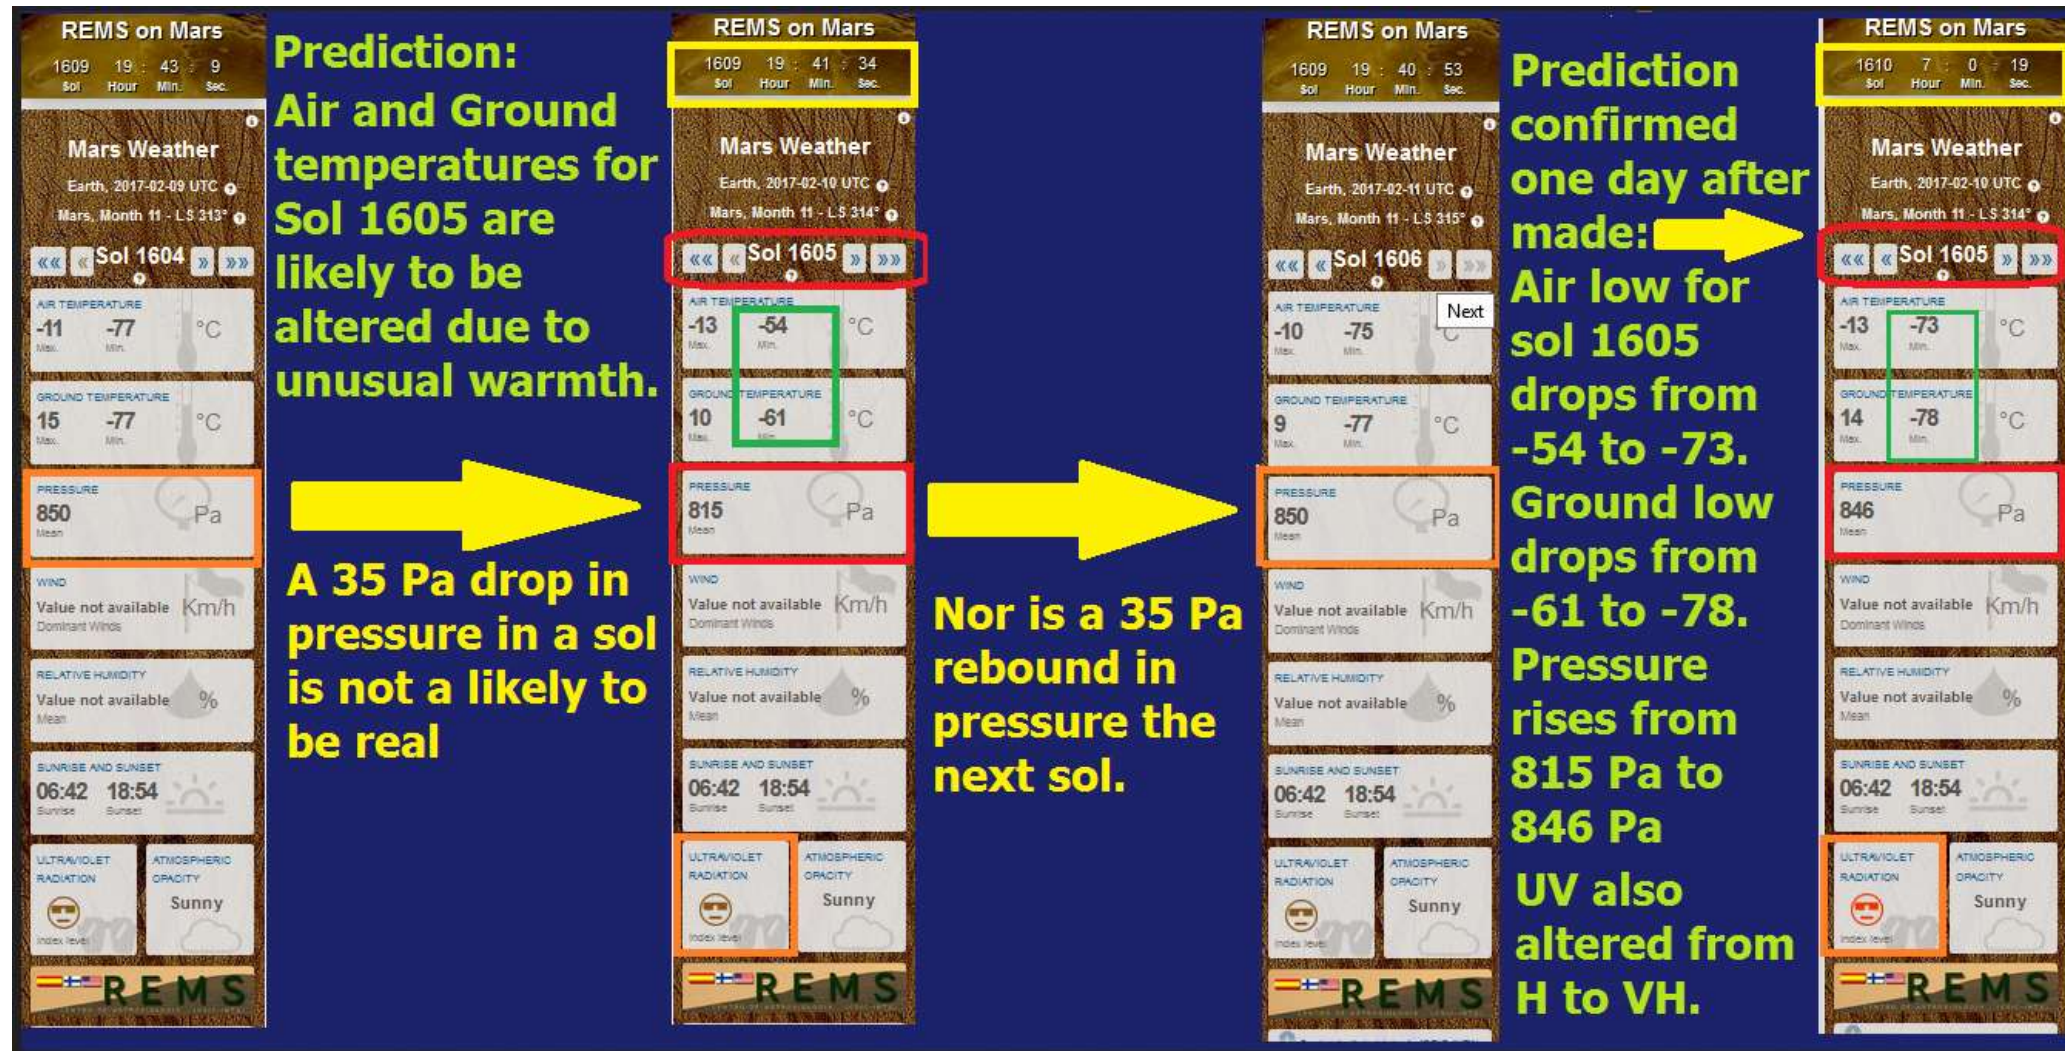 REMS on Mars
1609 19 : 43 : 9
Sol Hour Min. Sec.
Mars Weather
Earth, 2017-02-09 UTC
Mars, Month 11 - LS 313°
«« « Sol 1604 » »»
AIR TEMPERATURE
-11 -77 °C
Max. Min.
GROUND TEMPERATURE
15 -77 °C
Max. Min.
PRESSURE
850 Pa
Mean
WIND
Value not available Km/h
Dominant Winds
RELATIVE HUMIDITY
Value not available %
Mean
SUNRISE AND SUNSET
06:42 18:54
Sunrise Sunset
ULTRAVIOLET ATMOSPHERIC
RADIATION OPACITY
Sunny
Index level
REMS
Prediction:
Air and Ground
temperatures for
Sol 1605 are
likely to be
altered due to
unusual warmth.
A 35 Pa drop in
pressure in a sol
is not a likely to
be real
REMS on Mars
1609 19 : 41 : 34
Sol Hour Min. Sec.
Mars Weather
Earth, 2017-02-10 UTC
Mars, Month 11 - LS 314°
«« « Sol 1605 » »»
AIR TEMPERATURE
-13 -54 °C
Max. Min.
GROUND TEMPERATURE
10 -61 °C
Max. Min.
PRESSURE
815 Pa
Mean
WIND
Value not available Km/h
Dominant Winds
RELATIVE HUMIDITY
Value not available %
Mean
SUNRISE AND SUNSET
06:42 18:54
Sunrise Sunset
ULTRAVIOLET ATMOSPHERIC
RADIATION OPACITY
Sunny
Index level
REMS
Nor is a 35 Pa
rebound in
pressure the
next sol.
REMS on Mars
1609 19 : 40 : 53
Sol Hour Min. Sec.
Mars Weather
Earth, 2017-02-11 UTC
Mars, Month 11 - LS 315°
«« « Sol 1606 » »»
Next
AIR TEMPERATURE
-10 -75 °C
Max. Min.
GROUND TEMPERATURE
9 -77 °C
Max. Min.
PRESSURE
850 Pa
Mean
WIND
Value not available Km/h
Dominant Winds
RELATIVE HUMIDITY
Value not available %
Mean
SUNRISE AND SUNSET
06:42 18:54
Sunrise Sunset
ULTRAVIOLET ATMOSPHERIC
RADIATION OPACITY
Sunny
Index level
REMS
Prediction
confirmed
one day after
made:
Air low for
sol 1605
drops from
-54 to -73.
Ground low
drops from
-61 to -78.
Pressure
rises from
815 Pa to
846 Pa
UV also
altered from
H to VH.
REMS on Mars
1610 7 : 0 : 19
Sol Hour Min. Sec.
Mars Weather
Earth, 2017-02-10 UTC
Mars, Month 11 - LS 314°
«« « Sol 1605 » »»
AIR TEMPERATURE
-13 -73 °C
Max. Min.
GROUND TEMPERATURE
14 -78 °C
Max. Min.
PRESSURE
846 Pa
Mean
WIND
Value not available Km/h
Dominant Winds
RELATIVE HUMIDITY
Value not available %
Mean
SUNRISE AND SUNSET
06:42 18:54
Sunrise Sunset
ULTRAVIOLET ATMOSPHERIC
RADIATION OPACITY
Sunny
Index level
REMS